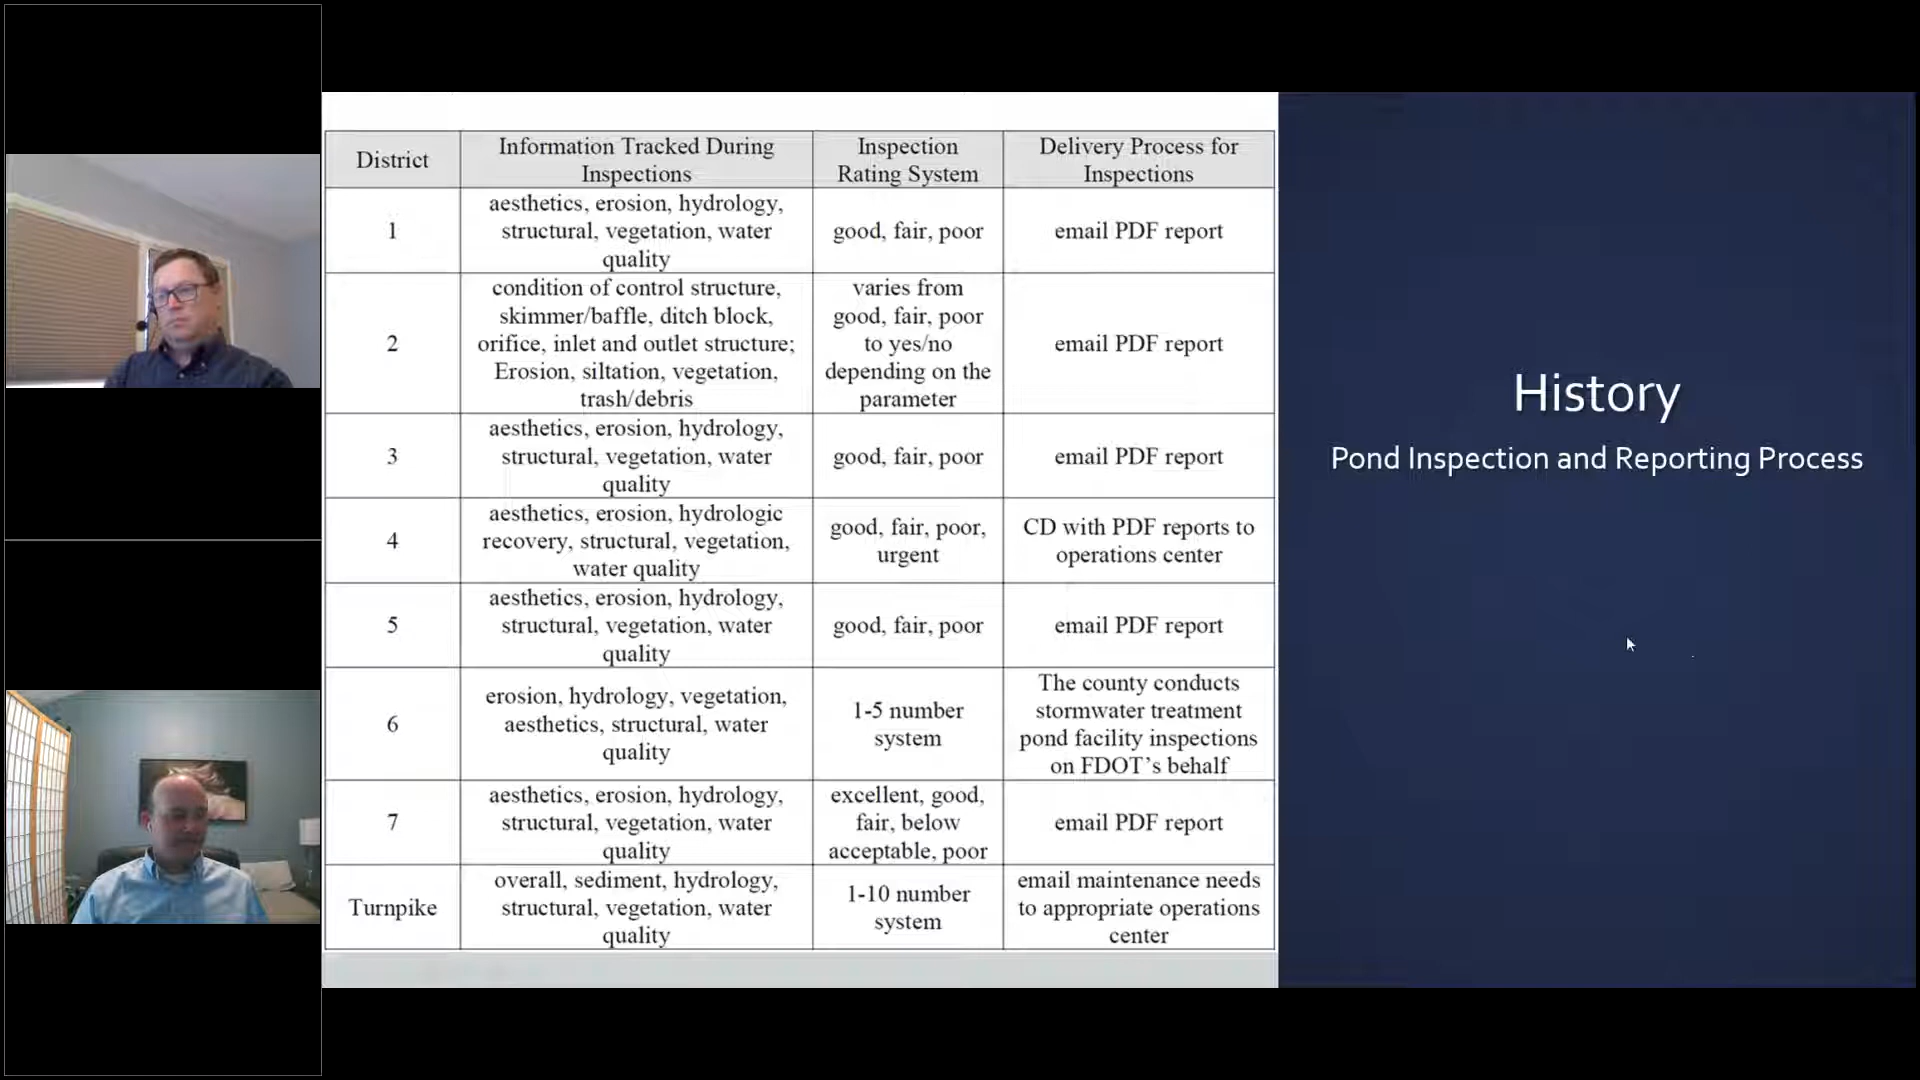 District
Information Tracked During
Inspections
Inspection
Rating System
Delivery Process for
Inspections
1
aesthetics, erosion, hydrology,
structural, vegetation, water
quality
good, fair, poor
email PDF report
2
condition of control structure,
skimmer/baffle, ditch block,
orifice, inlet and outlet structure;
Erosion, siltation, vegetation,
trash/debris
varies from
good, fair, poor
to yes/no
depending on the
parameter
email PDF report
3
aesthetics, erosion, hydrology,
structural, vegetation, water
quality
good, fair, poor
email PDF report
4
aesthetics, erosion, hydrologic
recovery, structural, vegetation,
water quality
good, fair, poor,
urgent
CD with PDF reports to
operations center
5
aesthetics, erosion, hydrology,
structural, vegetation, water
quality
good, fair, poor
email PDF report
6
erosion, hydrology, vegetation,
aesthetics, structural, water
quality
1-5 number
system
The county conducts
stormwater treatment
pond facility inspections
on FDOT's behalf
7
aesthetics, erosion, hydrology,
structural, vegetation, water
quality
excellent, good,
fair, below
acceptable, poor
email PDF report
Turnpike
overall, sediment, hydrology,
structural, vegetation, water
quality
1-10 number
system
email maintenance needs
to appropriate operations
center
History
Pond Inspection and Reporting Process